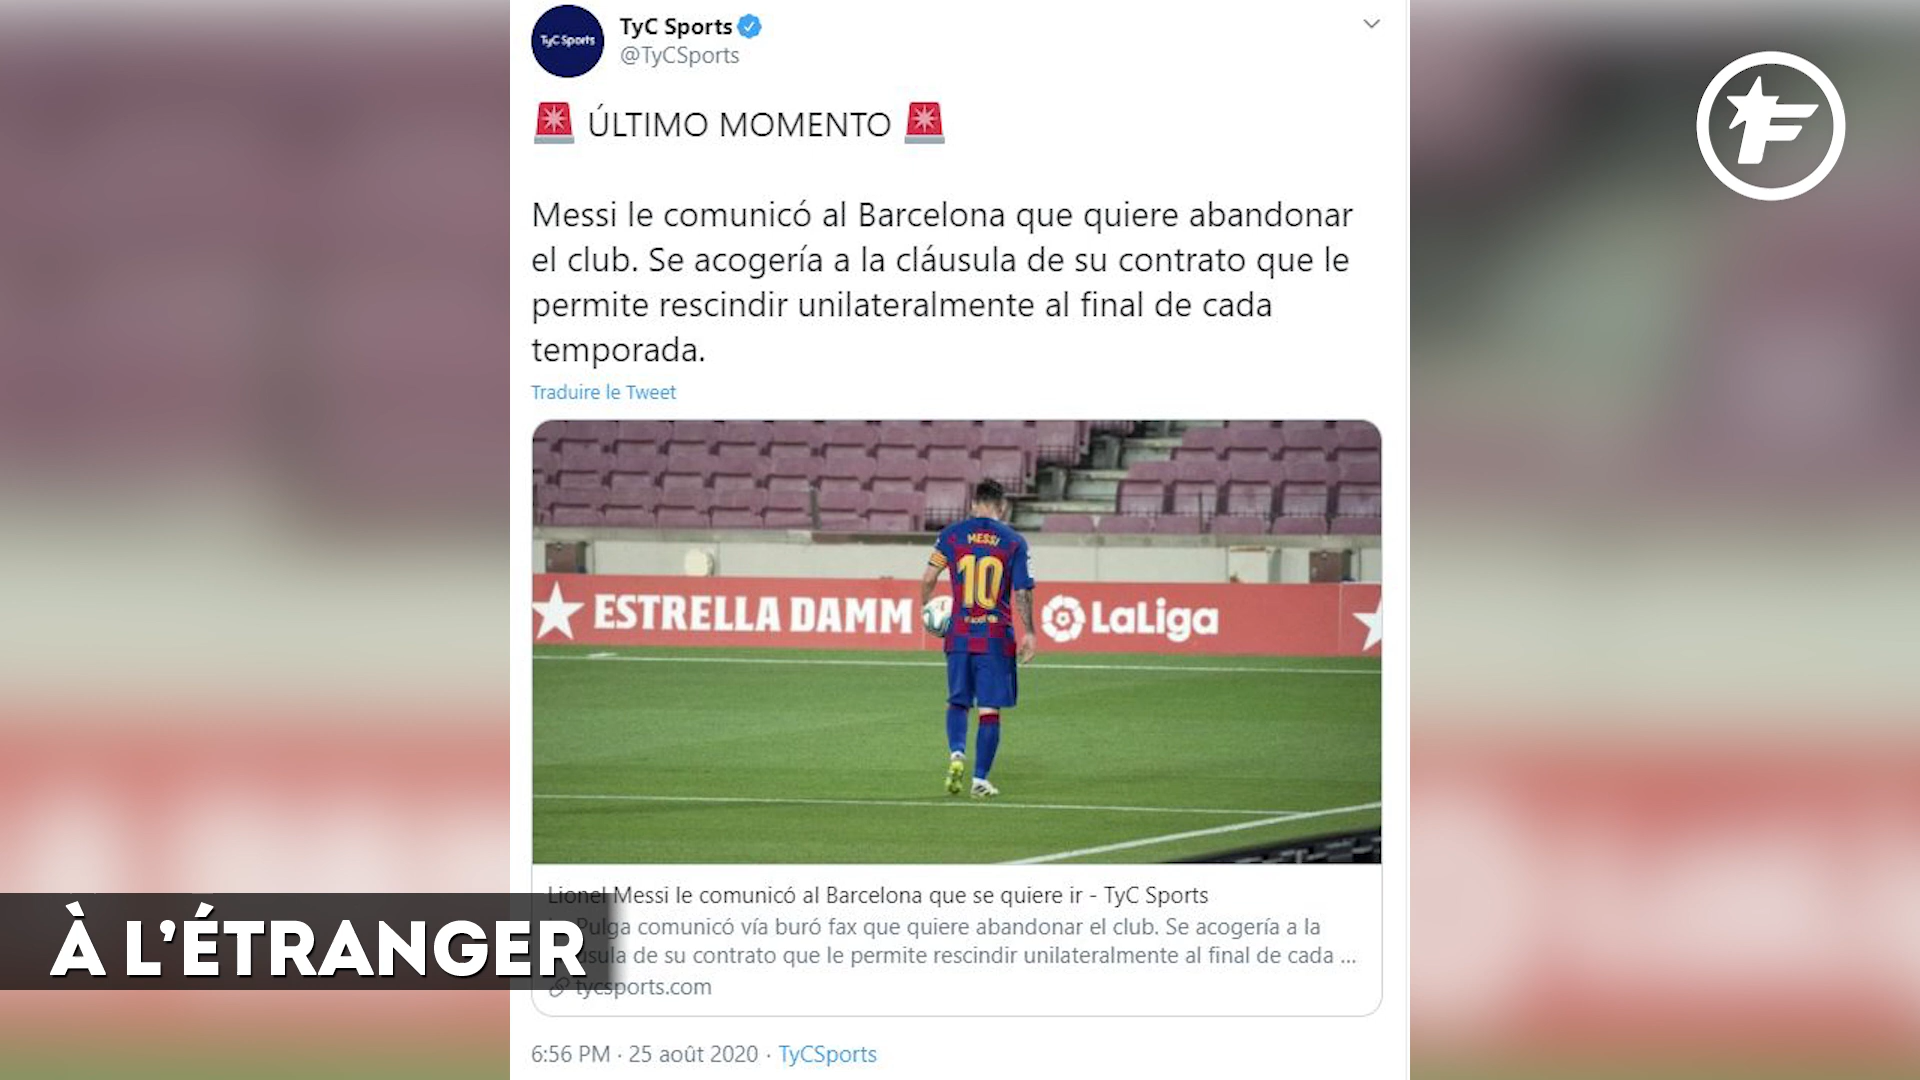 TyC Sports
TyC Sports
@TyCSports
ÚLTIMO MOMENTO
Messi le comunicó al Barcelona que quiere abandonar
el club. Se acogería a la cláusula de su contrato que le
permite rescindir unilateralmente al final de cada
temporada.
Traduire le Tweet
MESSI
10
ESTRELLA DAMM
LaLiga
Lionel Messi le comunicó al Barcelona que se quiere ir - TyC Sports
Pulga comunicó vía buró fax que quiere abandonar el club. Se acogería a la
de su contrato que le permite rescindir unilateralmente al final de cada ...
tycsports.com
À L'ÉTRANGER
6:56 PM · 25 août 2020 · TyCSports
F